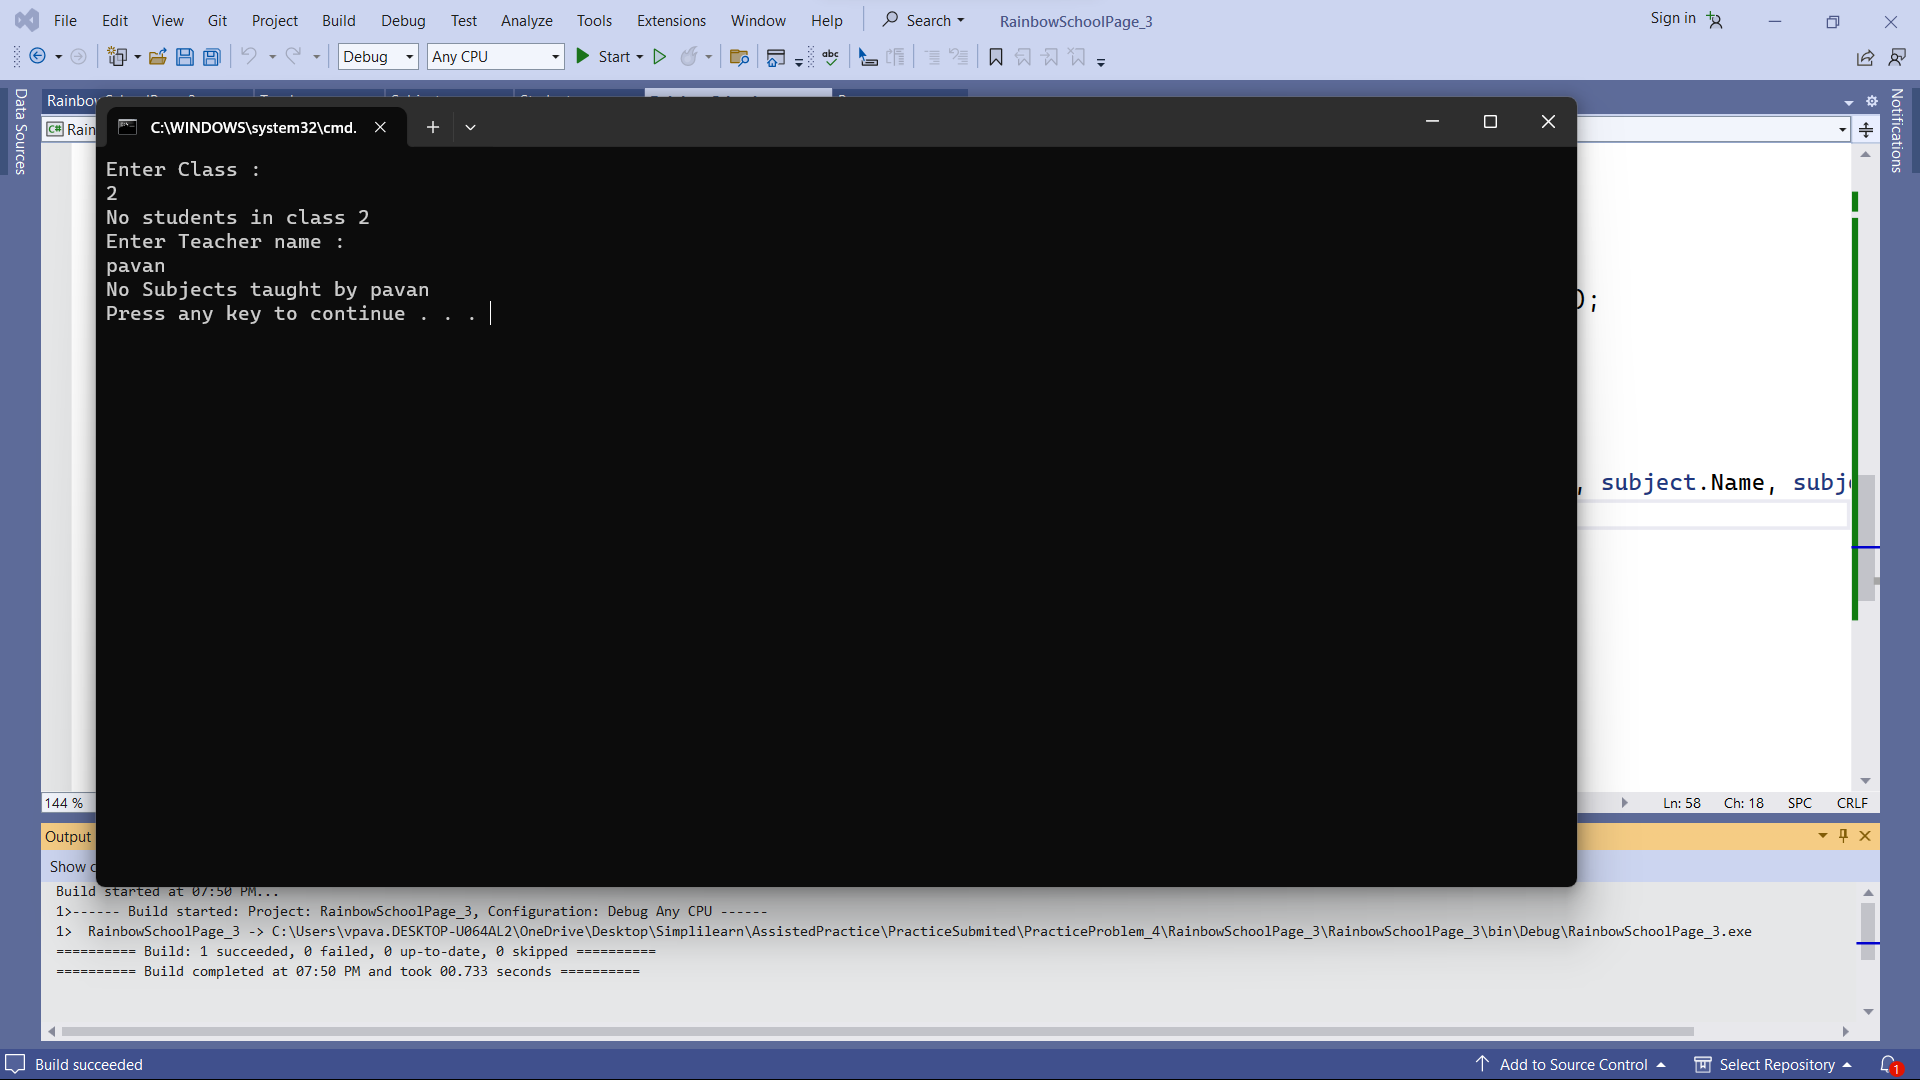 File Edit View Git Project Build Debug Test Analyze Tools Extensions Window Help Search RainbowSchoolPage_3 Sign in
Debug Any CPU Start abc
Data Sources
Notifications
C:\WINDOWS\system32\cmd.
Enter Class :
2
No students in class 2
Enter Teacher name :
pavan
No Subjects taught by pavan
Press any key to continue . . .
);
, subject.Name,
144 %
Ln: 58 Ch: 18 SPC CRLF
Output
Show
Build started at 07:50 PM...
1>------ Build started: Project: RainbowSchoolPage_3, Configuration: Debug Any CPU ------
1> RainbowSchoolPage_3 -> C:\Users\vpava.DESKTOP-U064AL2\OneDrive\Desktop\Simplilearn\AssistedPractice\PracticeSubmited\PracticeProblem_4\RainbowSchoolPage_3\RainbowSchoolPage_3\bin\Debug\RainbowSchoolPage_3.exe
========== Build: 1 succeeded, 0 failed, 0 up-to-date, 0 skipped ==========
========== Build completed at 07:50 PM and took 00.733 seconds ==========
Build succeeded
Add to Source Control Select Repository 1